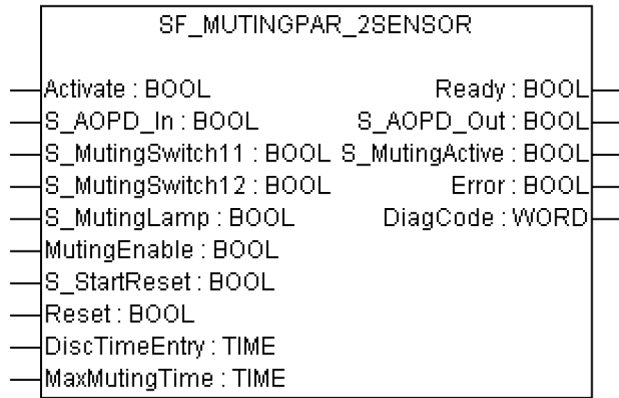 SF_MUTINGPAR_2SENSOR
Activate : BOOL Ready : BOOL
S_AOPD_In : BOOL S_AOPD_Out : BOOL
S_MutingSwitch11 : BOOL S_MutingActive : BOOL
S_MutingSwitch12 : BOOL Error : BOOL
S_MutingLamp : BOOL DiagCode : WORD
MutingEnable : BOOL
S_StartReset : BOOL
Reset : BOOL
DiscTimeEntry : TIME
MaxMutingTime : TIME